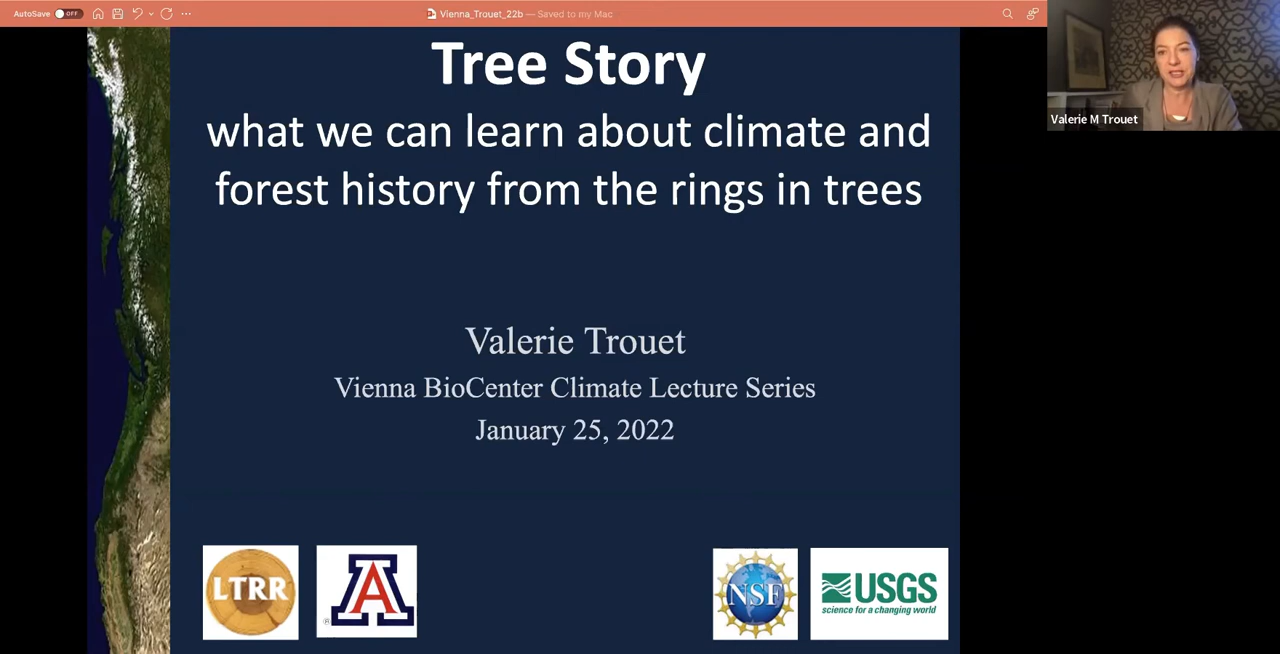 AutoSave OFF
Vienna_Trouet_22b — Saved to my Mac
Tree Story
what we can learn about climate and
forest history from the rings in trees
Valerie Trouet
Vienna BioCenter Climate Lecture Series
January 25, 2022
LTRR
A
®
NSF
USGS
science for a changing world
Valerie M Trouet